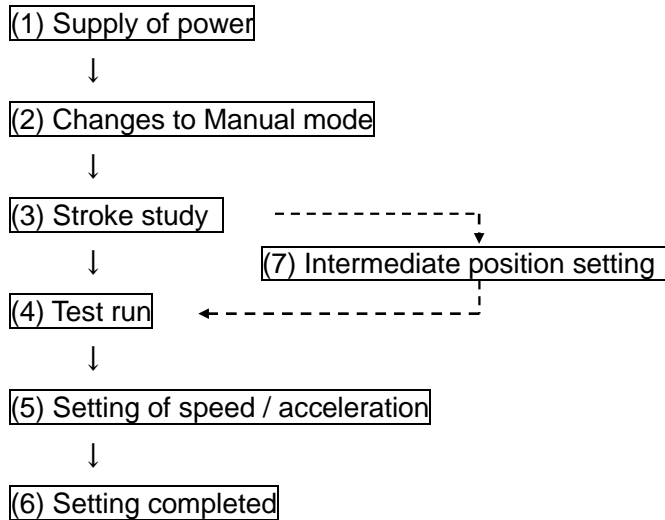 (1) Supply of power
↓
(2) Changes to Manual mode
↓
(3) Stroke study
↓
(7) Intermediate position setting
(4) Test run
↓
(5) Setting of speed / acceleration
↓
(6) Setting completed